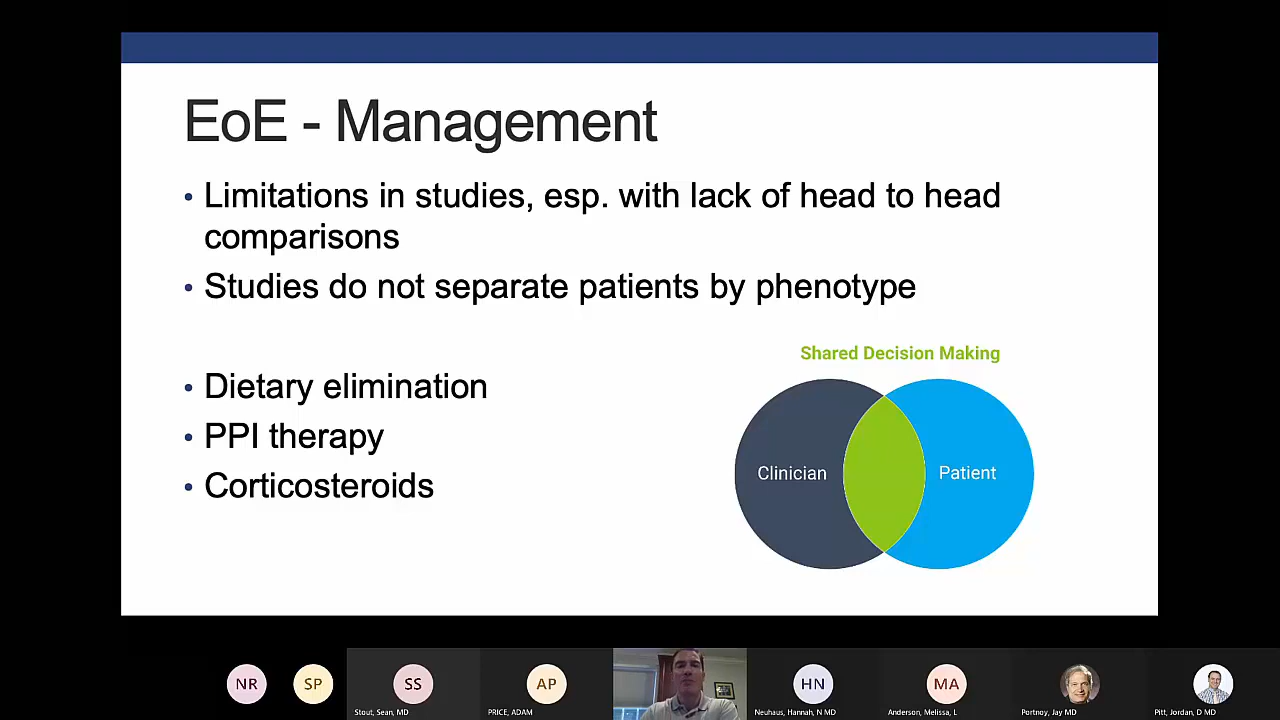 EoE - Management
• Limitations in studies, esp. with lack of head to head
comparisons
• Studies do not separate patients by phenotype
• Dietary elimination
• PPI therapy
• Corticosteroids
Shared Decision Making
Clinician
Patient
NR
SP
SS
AP
HN
MA
Stout, Sean, MD
PRICE, ADAM
Neuhaus, Hannah, N MD
Anderson, Melissa, L
Portnoy, Jay MD
Pitt, Jordan, D MD